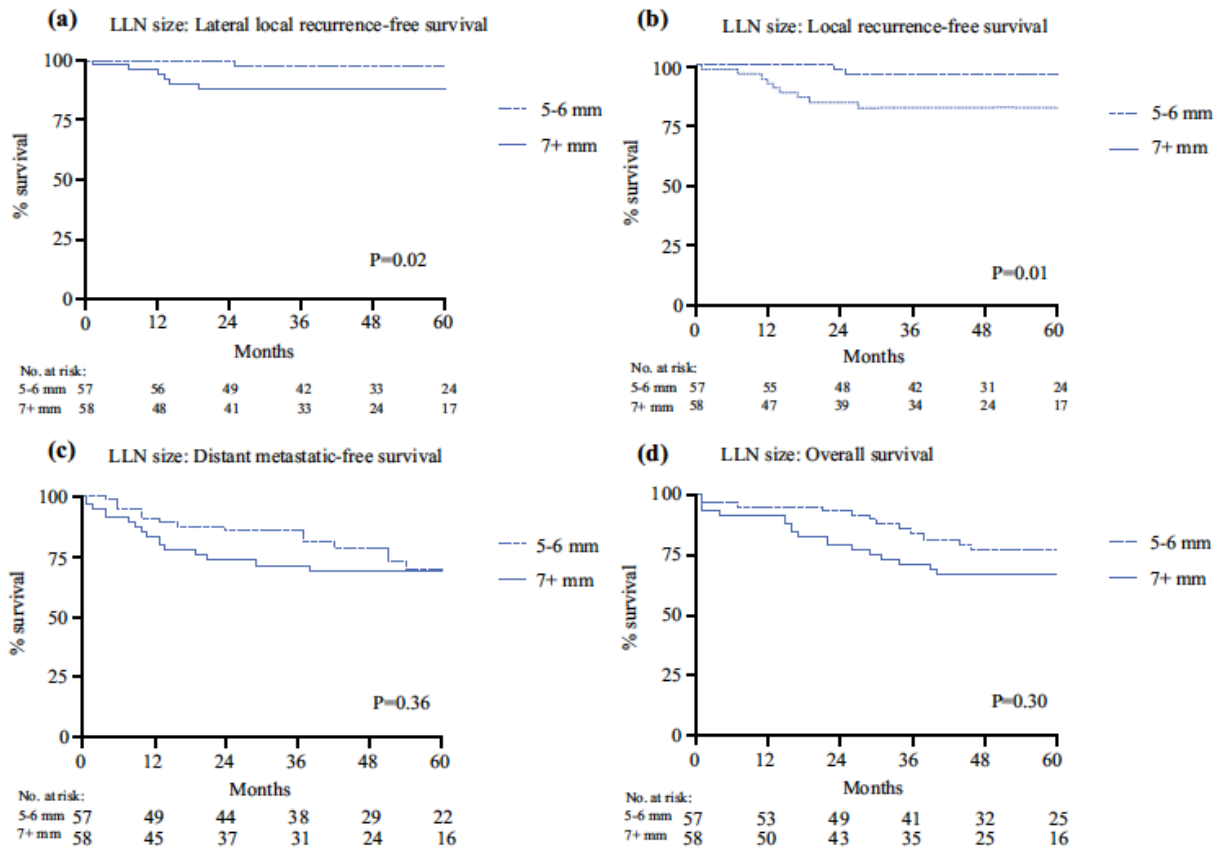 (a) LLN size: Lateral local recurrence-free survival
% survival
100
75
50
25
0
0 12 24 36 48 60
Months
5-6 mm
7+ mm
P=0.02
No. at risk:
5-6 mm 57 56 49 42 33 24
7+ mm 58 48 41 33 24 17
(b) LLN size: Local recurrence-free survival
% survival
100
75
50
25
0
0 12 24 36 48 60
Months
5-6 mm
7+ mm
P=0.01
No. at risk:
5-6 mm 57 55 48 42 31 24
7+ mm 58 47 39 34 24 17
(c) LLN size: Distant metastatic-free survival
% survival
100
75
50
25
0
0 12 24 36 48 60
Months
5-6 mm
7+ mm
P=0.36
No. at risk:
5-6 mm 57 49 44 38 29 22
7+ mm 58 45 37 31 24 16
(d) LLN size: Overall survival
% survival
100
75
50
25
0
0 12 24 36 48 60
Months
5-6 mm
7+ mm
P=0.30
No. at risk:
5-6 mm 57 53 49 41 32 25
7+ mm 58 50 43 35 25 16